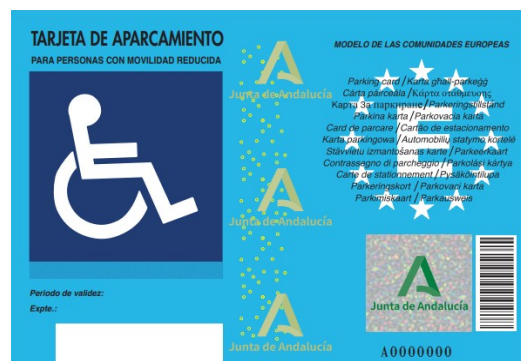 TARJETA DE APARCAMIENTO
PARA PERSONAS CON MOVILIDAD REDUCIDA
Periodo de validez:
Expte.:
Junta de Andalucía
Junta de Andalucía
Junta de Andalucía
MODELO DE LAS COMUNIDADES EUROPEAS
Parking card / Karta għall-parkeġġ
Cárta páirceála / Κάρτα στάθμευσης
Карта За паркиране / Parkeringstillstånd
Parkina karta / Parkovacia karta
Card de parcare / Cartão de estacionamento
Karta parkingowa / Automobilių statymo kortelė
Stāvvietu izmantošanas karte / Parkeerkaart
Contrassegno di parcheggio / Parkolási kártya
Carte de stationnement / Pysäköintilupa
Parkeringskort / Parkovací karta
Parkimiskaart / Parkausweis
Junta de Andalucía
A0000000